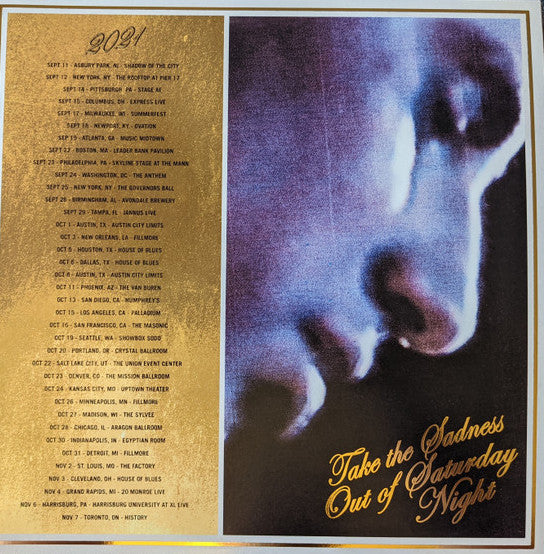 2021
SEPT 11 - ASBURY PARK, NJ - SHADOW OF THE CITY
SEPT 12 - NEW YORK, NY - THE ROOFTOP AT PIER 17
SEPT 14 - PITTSBURGH, PA - STAGE AE
SEPT 15 - COLUMBUS, OH - EXPRESS LIVE
SEPT 17 - MILWAUKEE, WI - SUMMERFEST
SEPT 18 - NEWPORT, KY - OVATION
SEPT 19 - ATLANTA, GA - MUSIC MIDTOWN
SEPT 22 - BOSTON, MA - LEADER BANK PAVILION
SEPT 23 - PHILADELPHIA, PA - SKYLINE STAGE AT THE MANN
SEPT 24 - WASHINGTON, DC - THE ANTHEM
SEPT 25 - NEW YORK, NY - THE GOVERNORS BALL
SEPT 28 - BIRMINGHAM, AL - AVONDALE BREWERY
SEPT 29 - TAMPA, FL - JANNUS LIVE
OCT 1 - AUSTIN, TX - AUSTIN CITY LIMITS
OCT 3 - NEW ORLEANS, LA - FILLMORE
OCT 5 - HOUSTON, TX - HOUSE OF BLUES
OCT 6 - DALLAS, TX - HOUSE OF BLUES
OCT 8 - AUSTIN, TX - AUSTIN CITY LIMITS
OCT 11 - PHOENIX, AZ - THE VAN BUREN
OCT 13 - SAN DIEGO, CA - HUMPHREY'S
OCT 15 - LOS ANGELES, CA - PALLADIUM
OCT 16 - SAN FRANCISCO, CA - THE MASONIC
OCT 19 - SEATTLE, WA - SHOWBOX SODO
OCT 20 - PORTLAND, OR - CRYSTAL BALLROOM
OCT 22 - SALT LAKE CITY, UT - THE UNION EVENT CENTER
OCT 23 - DENVER, CO - THE MISSION BALLROOM
OCT 24 - KANSAS CITY, MO - UPTOWN THEATER
OCT 26 - MINNEAPOLIS, MN - FILLMORE
OCT 27 - MADISON, WI - THE SYLVEE
OCT 28 - CHICAGO, IL - ARAGON BALLROOM
OCT 30 - INDIANAPOLIS, IN - EGYPTIAN ROOM
OCT 31 - DETROIT, MI - FILLMORE
NOV 2 - ST. LOUIS, MO - THE FACTORY
NOV 3 - CLEVELAND, OH - HOUSE OF BLUES
NOV 4 - GRAND RAPIDS, MI - 20 MONROE LIVE
NOV 6 - HARRISBURG, PA - HARRISBURG UNIVERSITY AT XL LIVE
NOV 7 - TORONTO, ON - HISTORY
Take the Sadness
Out of Saturday
Night